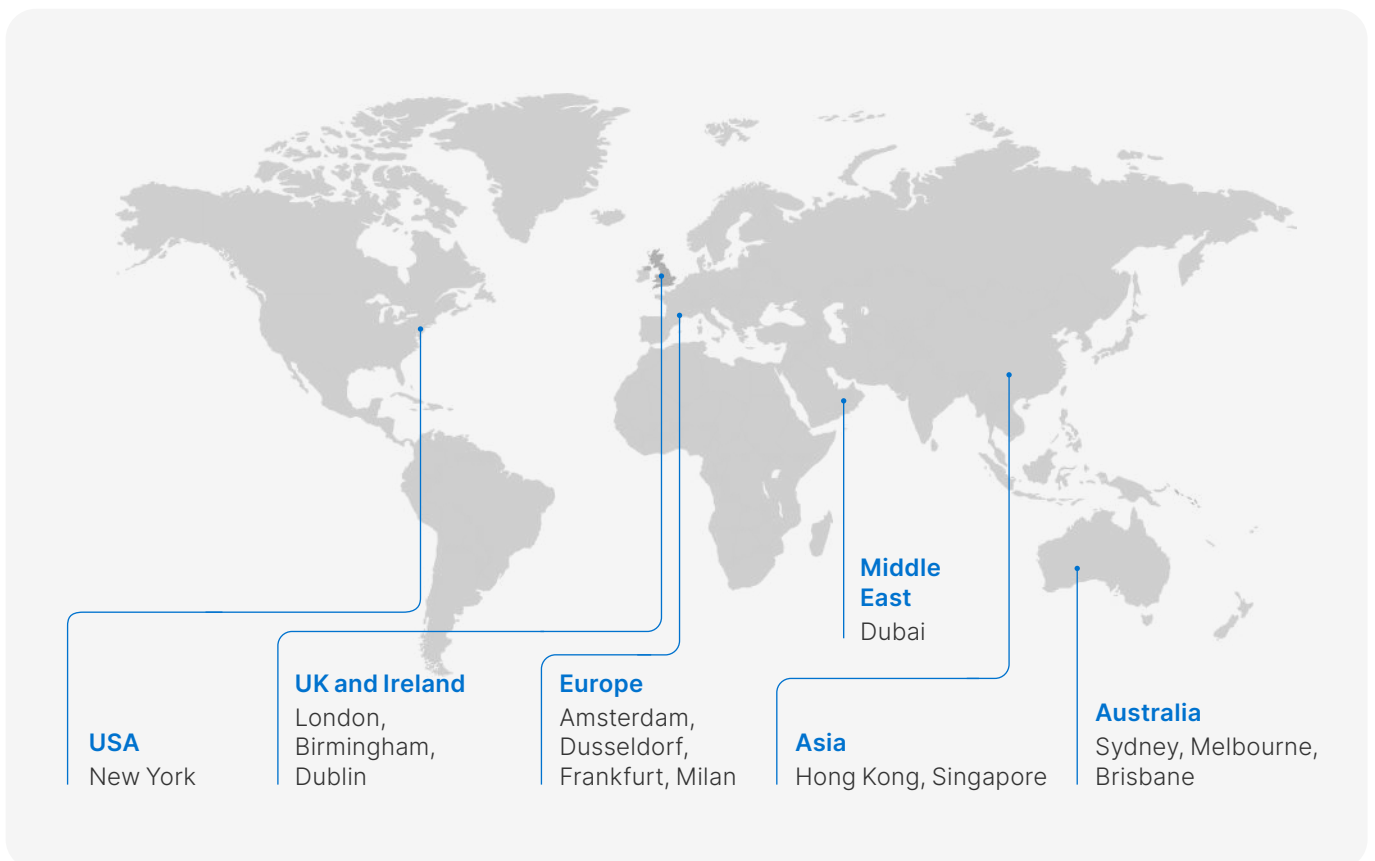 USA
New York
UK and Ireland
London,
Birmingham,
Dublin
Europe
Amsterdam,
Dusseldorf,
Frankfurt, Milan
Middle
East
Dubai
Asia
Hong Kong, Singapore
Australia
Sydney, Melbourne,
Brisbane